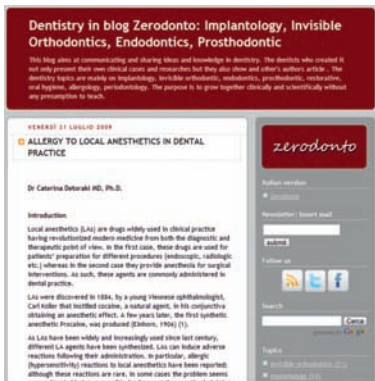 Dentistry in blog Zerodonto: Implantology, Invisible
Orthodontics, Endodontics, Prosthodontic
This blog aims at communicating and sharing ideas and knowledge in dentistry. The dentists who created it
not only present their own clinical cases and researches but they also show and other's authors article . The
dentistry topics are mainly on implantology, invisible orthodontics, endodontics, prosthodontic, restorative,
oral hygiene, allergology, periodontology. The purpose is to grow together clinically and scientifically without
any presumption to teach.
VENERDÌ 31 LUGLIO 2009
ALLERGY TO LOCAL ANESTHETICS IN DENTAL
PRACTICE
Dr Caterina Detoraki MD, Ph.D.
Introduction
Local anesthetics (LAs) are drugs widely used in clinical practice
having revolutionized modern medicine from both the diagnostic and
therapeutic point of view. In the first case, these drugs are used for
patients' preparation for different procedures (endoscopic, radiologic
etc.) whereas in the second case they provide anesthesia for surgical
interventions. As such, these agents are commonly administered in
dental practice.
LAs were discovered in 1884, by a young Viennese ophthalmologist,
Carl Koller that instilled cocaine, a natural agent, in his conjunctiva
obtaining an anesthetic effect. A few years later, the first synthetic
anesthetic Procaine, was produced (Einhorn, 1904) (1).
As LAs have been widely and increasingly used since last century,
different LA agents have been synthesized. LAs can induce adverse
reactions following their administration. In particular, allergic
(hypersensitivity) reactions to local anesthetics have been reported;
although these reactions are rare, in some cases the problem seems
zerodonto
Italian version
Zerodonto
Newsletter: insert mail
submit
Follow us
Search
Cerca
powered by Google
Topics
invisible orthodontics (21)